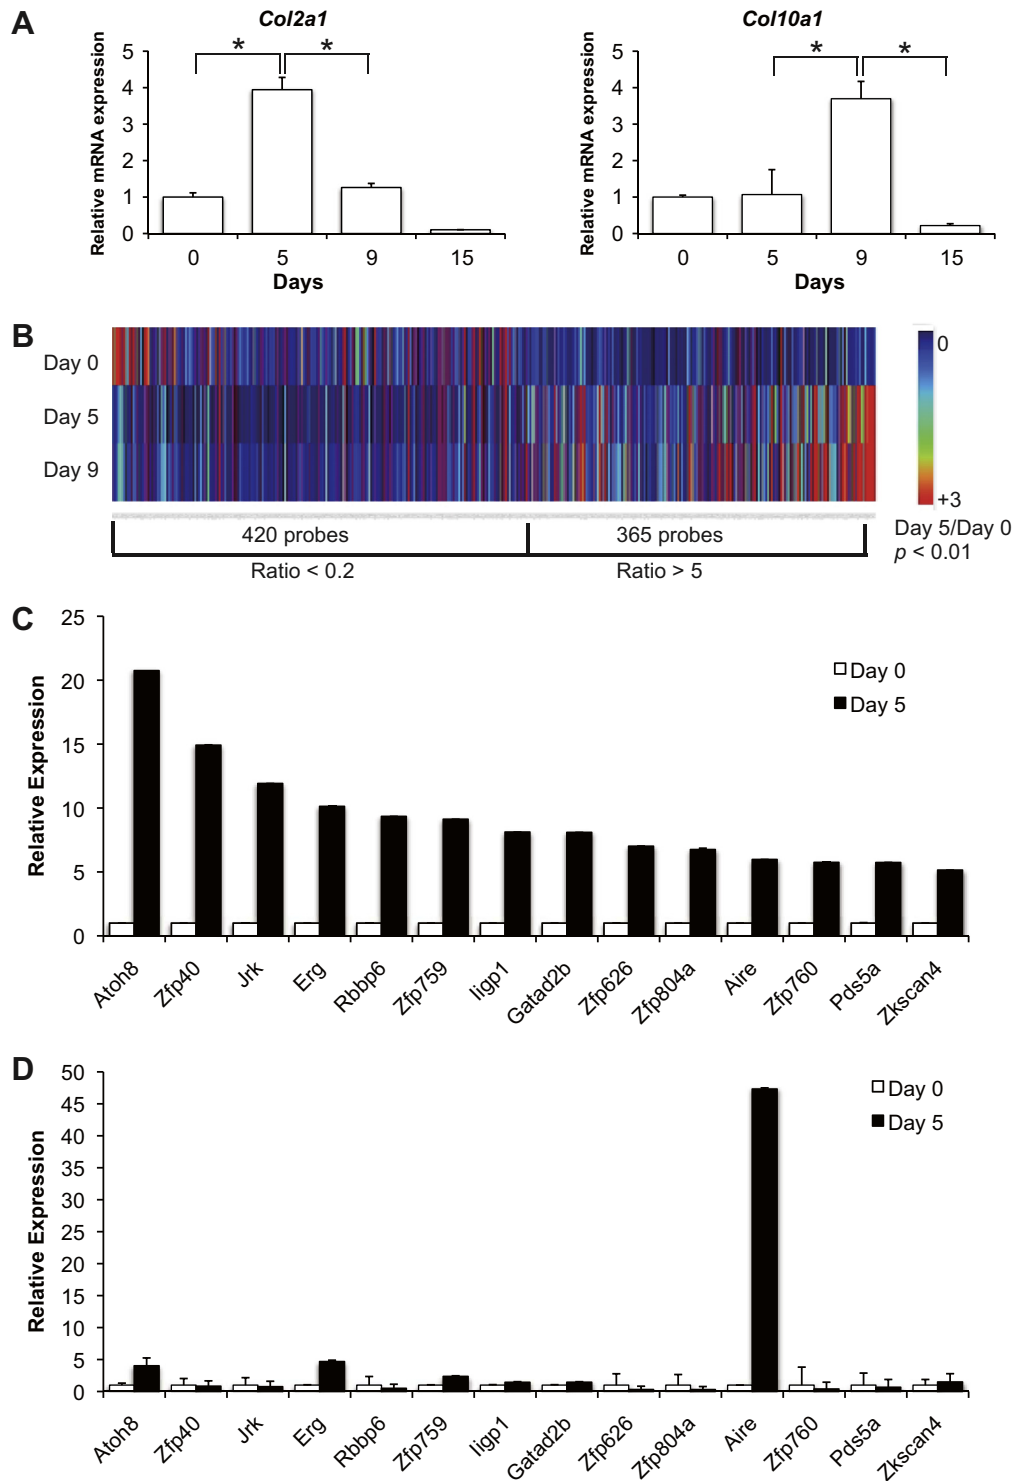 A
Col2a1
Col10a1
Relative mRNA expression
5
4
3
2
1
0
* *
0 5 9 15
Days
Relative mRNA expression
5
4
3
2
1
0
* *
0 5 9 15
Days
B
Day 0
Day 5
Day 9
0
+3
Day 5/Day 0
p < 0.01
420 probes
365 probes
Ratio < 0.2
Ratio > 5
C
Relative Expression
25
20
15
10
5
0
Day 0
Day 5
Atoh8 Zfp40 Jrk Erg Rbbp6 Zfp759 Iigp1 Gatad2b Zfp626 Zfp804a Aire Zfp760 Pds5a Zkscan4
D
Relative Expression
50
45
40
35
30
25
20
15
10
5
0
Day 0
Day 5
Atoh8 Zfp40 Jrk Erg Rbbp6 Zfp759 Iigp1 Gatad2b Zfp626 Zfp804a Aire Zfp760 Pds5a Zkscan4